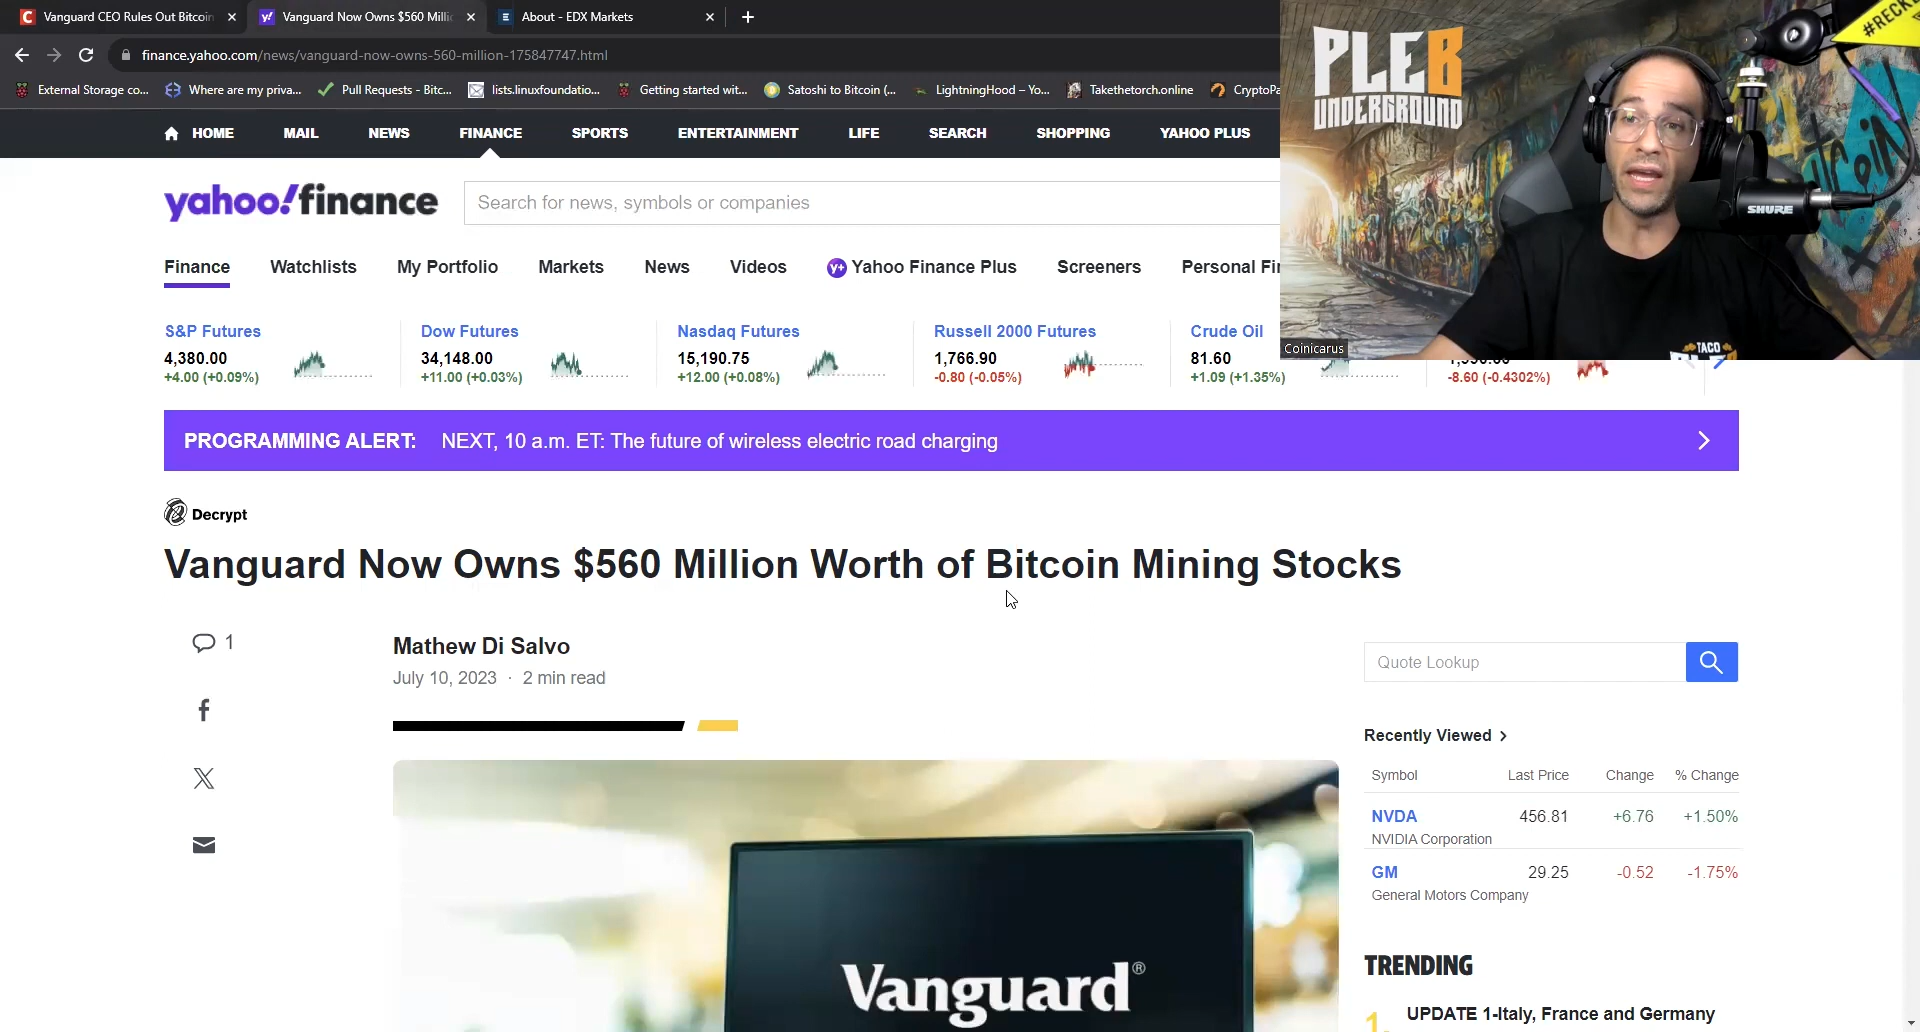 Vanguard CEO Rules Out Bitcoin
Vanguard Now Owns $560 Milli
About - EDX Markets
finance.yahoo.com/news/vanguard-now-owns-560-million-175847747.html
External Storage co...
Where are my priva...
Pull Requests - Bitc...
lists.linuxfoundatio...
Getting started wit...
Satoshi to Bitcoin (...
LightningHood – Yo...
Takethetorch.online
CryptoPa
HOME
MAIL
NEWS
FINANCE
SPORTS
ENTERTAINMENT
LIFE
SEARCH
SHOPPING
YAHOO PLUS
PLEB
UNDERGROUND
#RECK
SHURE
TACO
Coinicarus
yahoo!finance
Search for news, symbols or companies
Finance
Watchlists
My Portfolio
Markets
News
Videos
Yahoo Finance Plus
Screeners
Personal Fi
S&P Futures
4,380.00
+4.00 (+0.09%)
Dow Futures
34,148.00
+11.00 (+0.03%)
Nasdaq Futures
15,190.75
+12.00 (+0.08%)
Russell 2000 Futures
1,766.90
-0.80 (-0.05%)
Crude Oil
81.60
+1.09 (+1.35%)
-8.60 (-0.4302%)
PROGRAMMING ALERT: NEXT, 10 a.m. ET: The future of wireless electric road charging
Decrypt
Vanguard Now Owns $560 Million Worth of Bitcoin Mining Stocks
1
Mathew Di Salvo
July 10, 2023 · 2 min read
Vanguard®
Quote Lookup
Recently Viewed
Symbol Last Price Change % Change
NVDA 456.81 +6.76 +1.50%
NVIDIA Corporation
GM 29.25 -0.52 -1.75%
General Motors Company
TRENDING
1. UPDATE 1-Italy, France and Germany